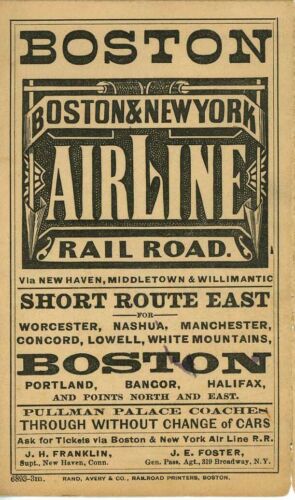 BOSTON
BOSTON & NEW YORK
AIR LINE
RAIL ROAD.
Via NEW HAVEN, MIDDLETOWN & WILLIMANTIC
SHORT ROUTE EAST
—FOR—
WORCESTER, NASHUA, MANCHESTER,
CONCORD, LOWELL, WHITE MOUNTAINS,
BOSTON
PORTLAND, BANGOR, HALIFAX,
AND POINTS NORTH AND EAST.
PULLMAN PALACE COACHES
THROUGH WITHOUT CHANGE of CARS
Ask for Tickets via Boston & New York Air Line R.R.
J. H. FRANKLIN, J. E. FOSTER,
Supt., New Haven, Conn. Gen. Pass. Agt., 319 Broadway, N.Y.
6893-3m. RAND, AVERY & CO., RAILROAD PRINTERS, BOSTON.